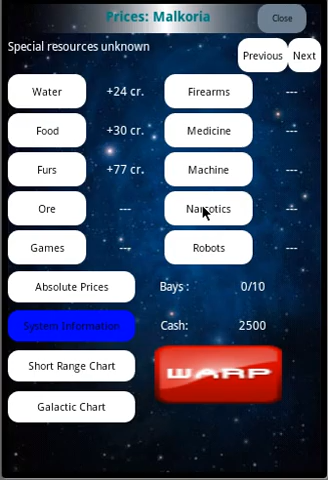 Prices: Malkoria
Close
Special resources unknown
Previous Next
Water +24 cr. Firearms ---
Food +30 cr. Medicine ---
Furs +77 cr. Machine ---
Ore --- Narcotics ---
Games --- Robots ---
Absolute Prices Bays : 0/10
System Information Cash: 2500
Short Range Chart
WARP
Galactic Chart